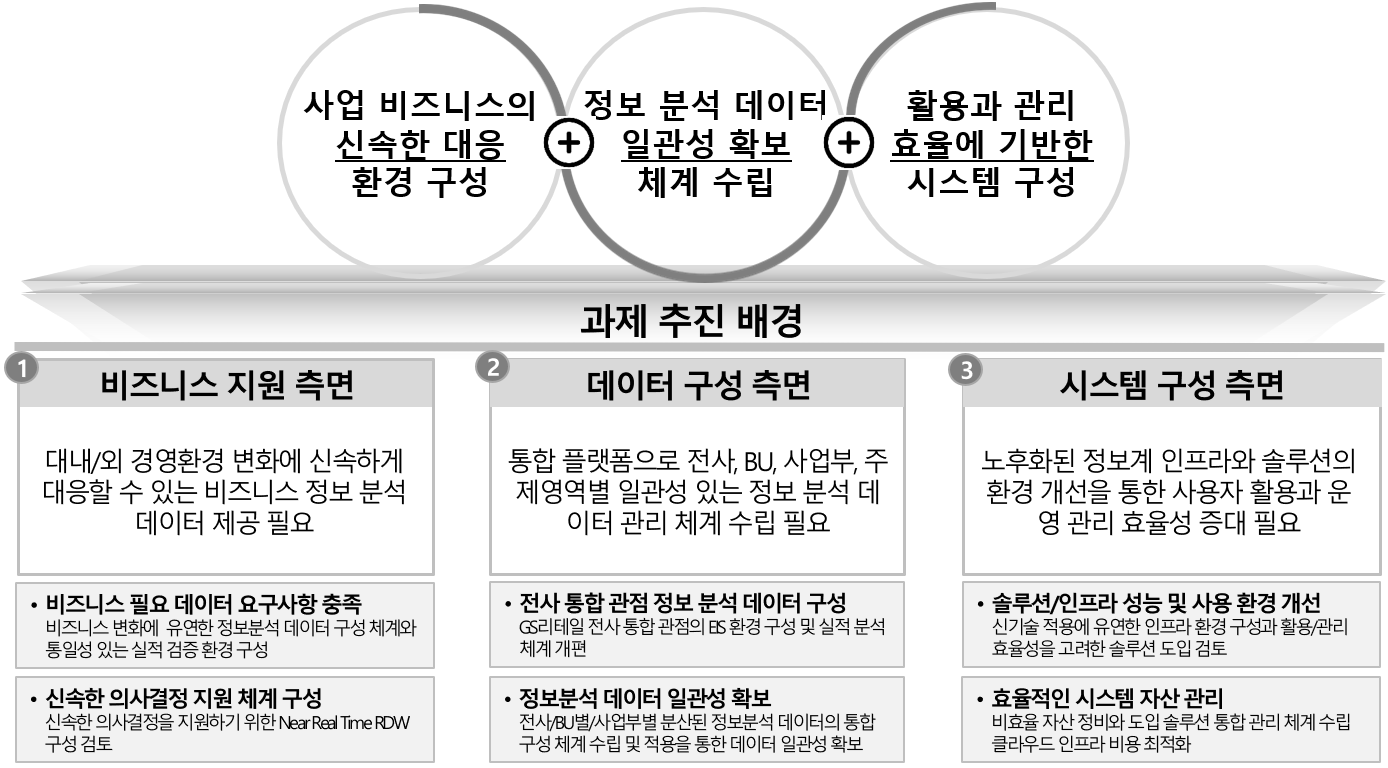 사업 비즈니스의
신속한 대응
환경 구성
+
정보 분석 데이터
일관성 확보
체계 수립
+
활용과 관리
효율에 기반한
시스템 구성
과제 추진 배경
1
비즈니스 지원 측면
대내/외 경영환경 변화에 신속하게
대응할 수 있는 비즈니스 정보 분석
데이터 제공 필요
• 비즈니스 필요 데이터 요구사항 충족
비즈니스 변화에 유연한 정보분석 데이터 구성 체계와
통일성 있는 실적 검증 환경 구성
• 신속한 의사결정 지원 체계 구성
신속한 의사결정을 지원하기 위한 Near Real Time RDW
구성 검토
2
데이터 구성 측면
통합 플랫폼으로 전사, BU, 사업부, 주
제영역별 일관성 있는 정보 분석 데
이터 관리 체계 수립 필요
• 전사 통합 관점 정보 분석 데이터 구성
GS리테일 전사 통합 관점의 EIS 환경 구성 및 실적 분석
체계 개편
• 정보분석 데이터 일관성 확보
전사/BU별/사업부별 분산된 정보분석 데이터의 통합
구성 체계 수립 및 적용을 통한 데이터 일관성 확보
3
시스템 구성 측면
노후화된 정보계 인프라와 솔루션의
환경 개선을 통한 사용자 활용과 운
영 관리 효율성 증대 필요
• 솔루션/인프라 성능 및 사용 환경 개선
신기술 적용에 유연한 인프라 환경 구성과 활용/관리
효율성을 고려한 솔루션 도입 검토
• 효율적인 시스템 자산 관리
비효율 자산 정비와 도입 솔루션 통합 관리 체계 수립
클라우드 인프라 비용 최적화